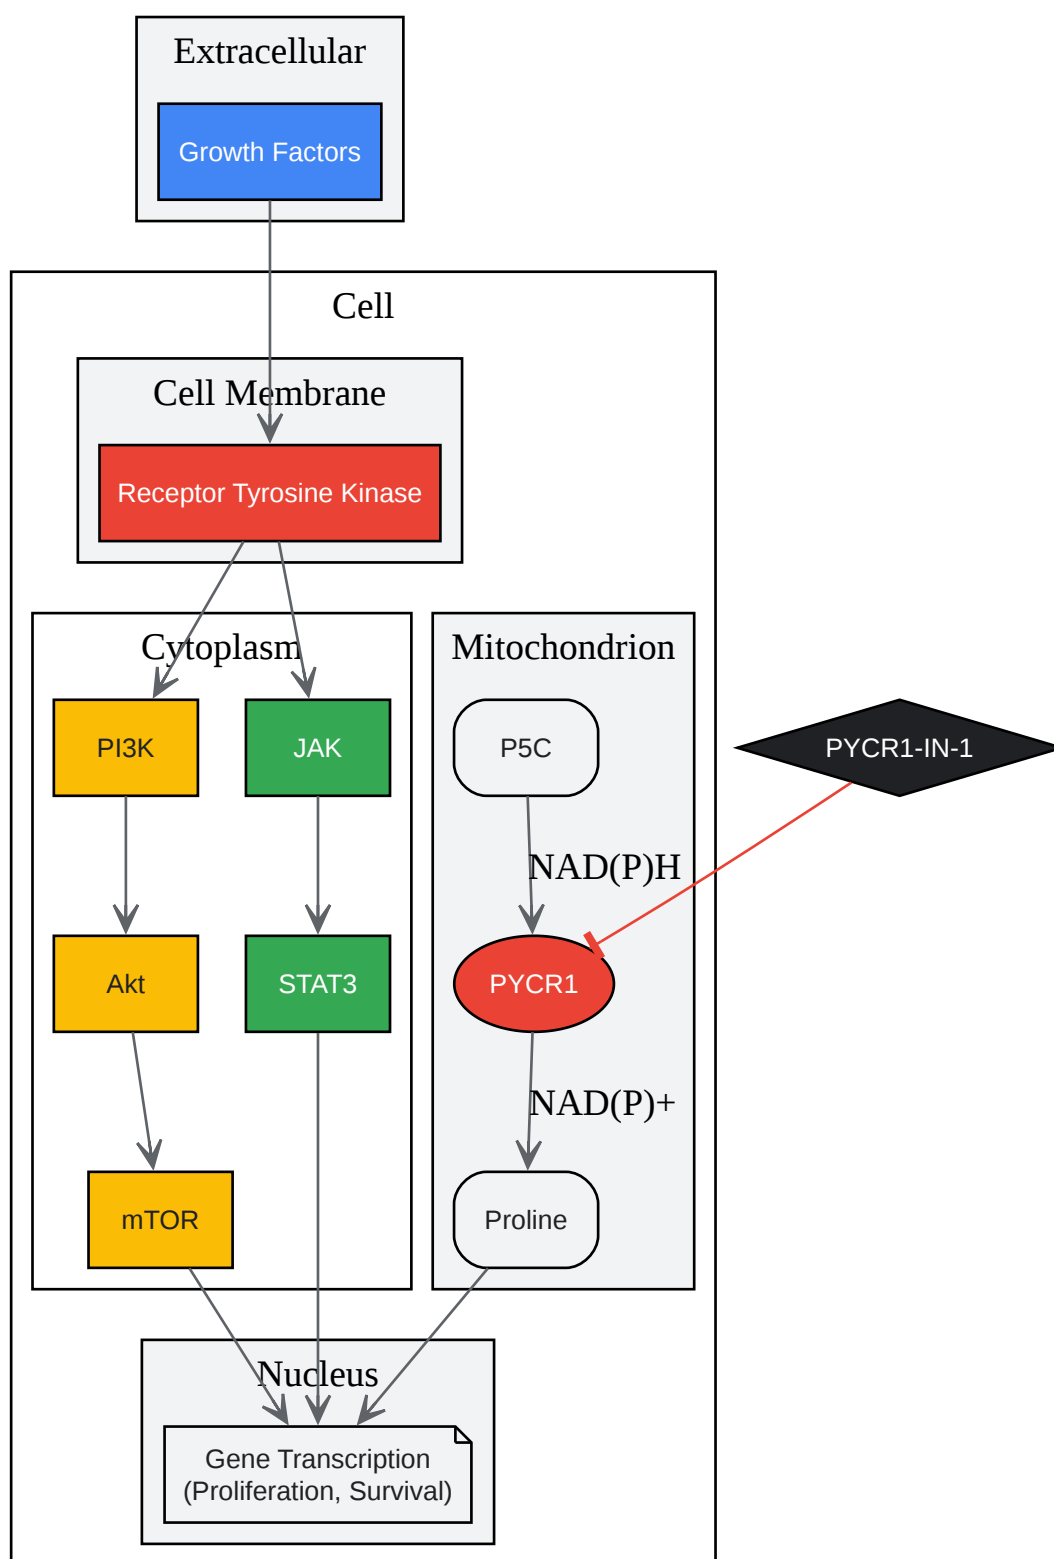 Extracellular
Growth Factors
Cell
Cell Membrane
Receptor Tyrosine Kinase
Cytoplasm
Mitochondrion
PI3K
JAK
P5C
PYCR1-IN-1
NAD(P)H
Akt
STAT3
PYCR1
NAD(P)+
mTOR
Proline
Nucleus
Gene Transcription
(Proliferation, Survival)